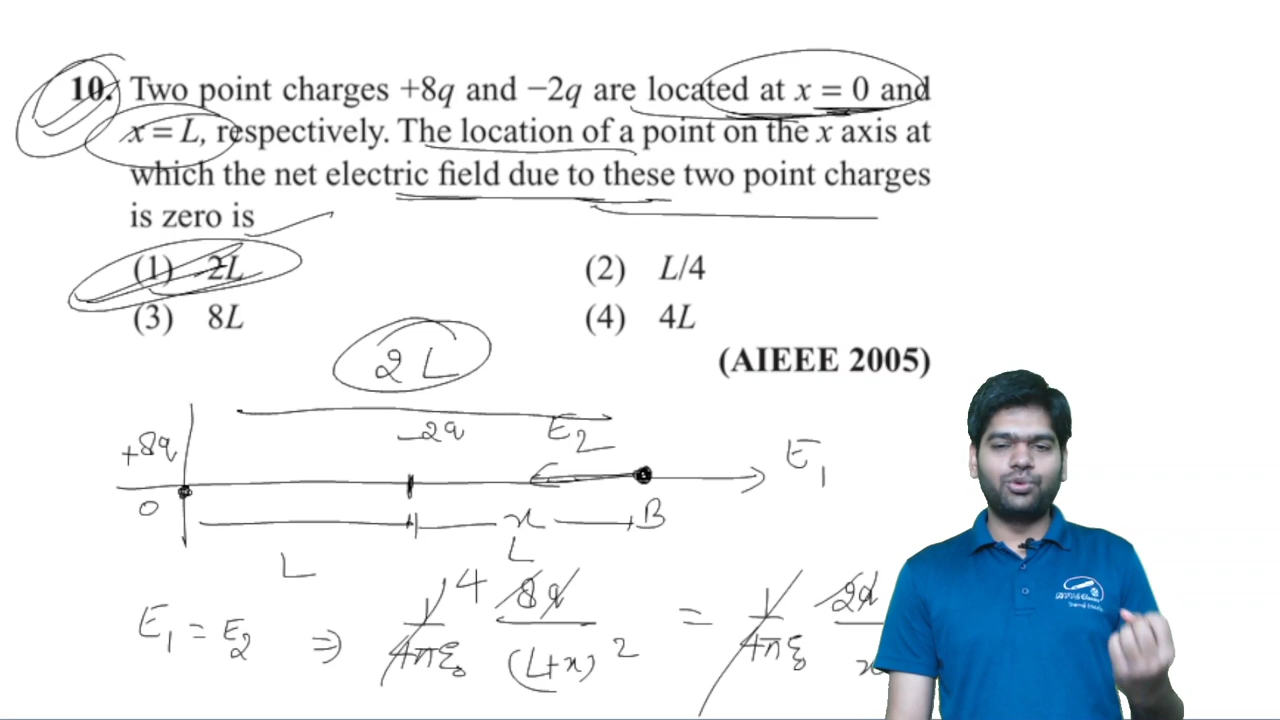 10. Two point charges +8q and −2q are located at x = 0 and
x = L, respectively. The location of a point on the x axis at
which the net electric field due to these two point charges
is zero is
(1) 2L (2) L/4
(3) 8L (4) 4L
(AIEEE 2005)
2 L
+8q −2q E2 E1
O x B
L L
E1 = E2 ⇒ 1/4πε0 4 8q/(L+x)2 = 1/4πε0 2q/x